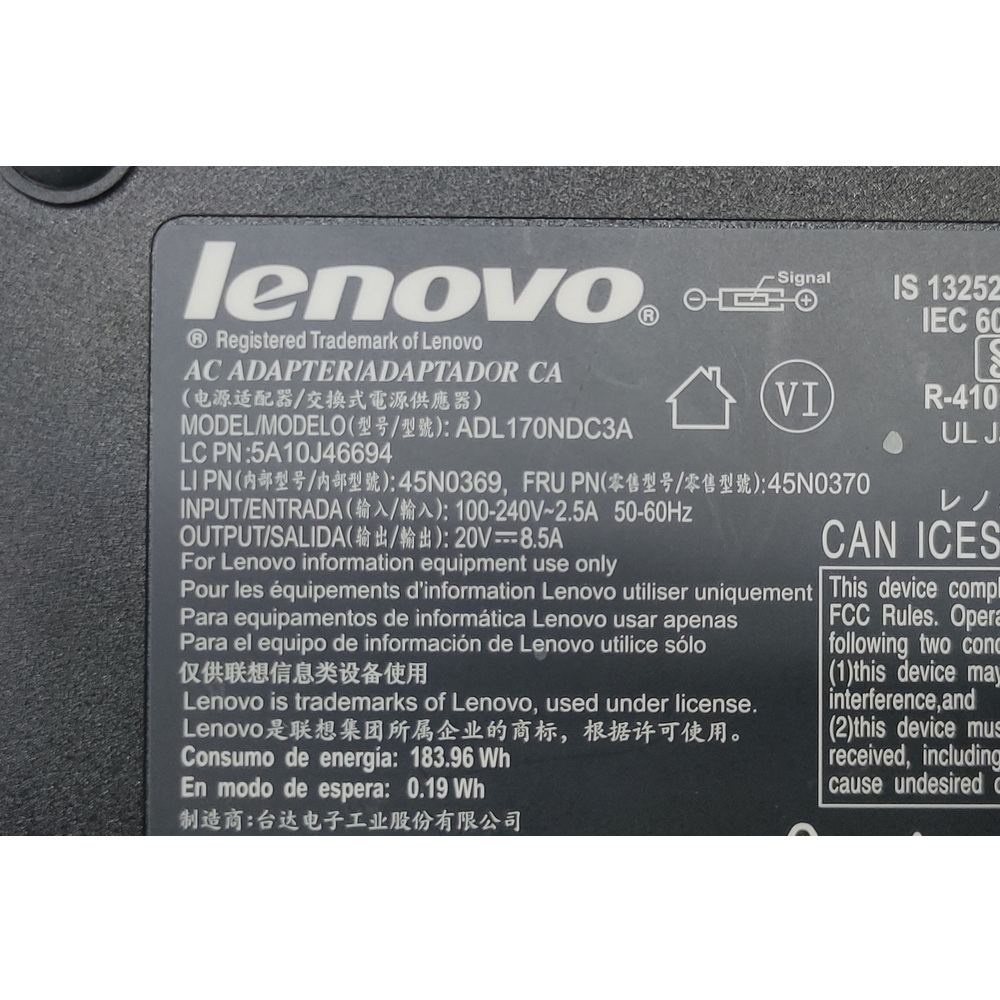 lenovo®
Signal
® Registered Trademark of Lenovo
AC ADAPTER/ADAPTADOR CA
(电源适配器/交換式電源供應器)
MODEL/MODELO(型号/型號): ADL170NDC3A
LC PN:5A10J46694
LI PN(内部型号/内部型號):45N0369, FRU PN(零售型号/零售型號):45N0370
INPUT/ENTRADA(输入/輸入): 100-240V~2.5A 50-60Hz
OUTPUT/SALIDA(输出/輸出): 20V⎓8.5A
For Lenovo information equipment use only
Pour les équipements d'information Lenovo utiliser uniquement
Para equipamentos de informática Lenovo usar apenas
Para el equipo de información de Lenovo utilice sólo
仅供联想信息类设备使用
Lenovo is trademarks of Lenovo, used under license.
Lenovo是联想集团所属企业的商标，根据许可使用。
Consumo de energía: 183.96 Wh
En modo de espera: 0.19 Wh
制造商:台达电子工业股份有限公司
VI
IS 13252
IEC 60
R-410
UL J
レノ
CAN ICES
This device compl
FCC Rules. Opera
following two cond
(1)this device may
interference,and
(2)this device mus
received, including
cause undesired